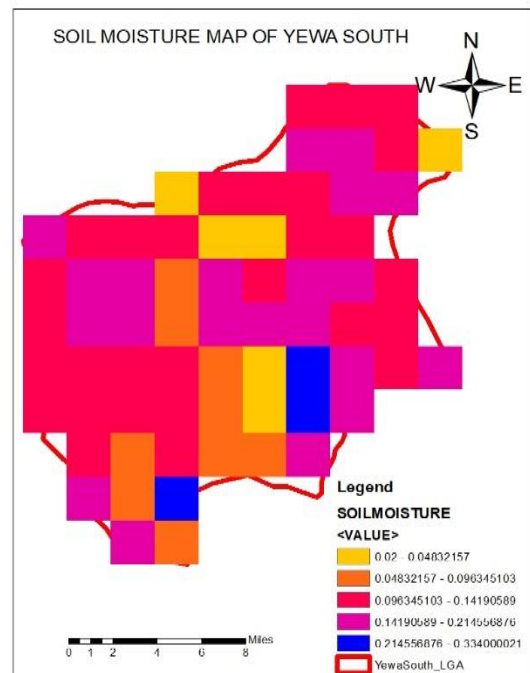 SOIL MOISTURE MAP OF YEWA SOUTH
N
W E
S
Legend
SOILMOISTURE
<VALUE>
0.02 - 0.04832157
0.04832157 - 0.096345103
0.096345103 - 0.14190589
0.14190589 - 0.214556876
0.214556876 - 0.334000021
YewaSouth_LGA
Miles
0 1 2 4 6 8